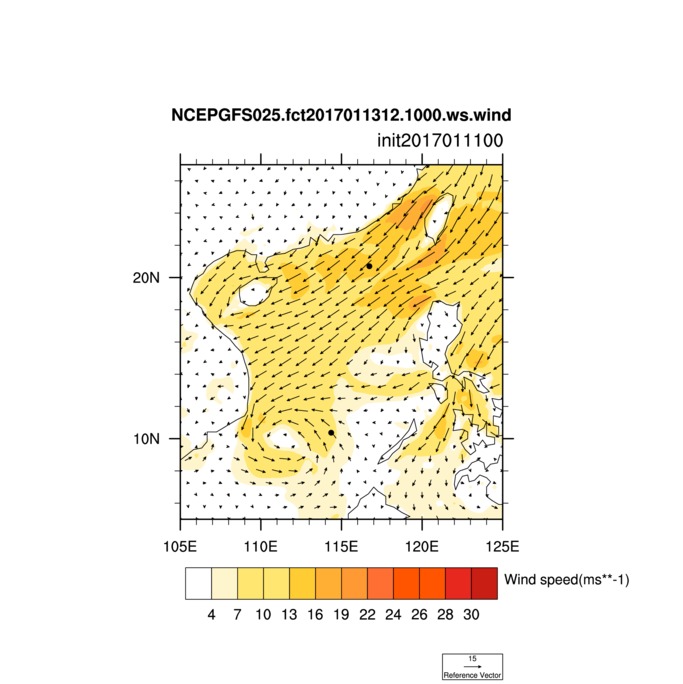 NCEPGFS025.fct2017011312.1000.ws.wind
init2017011100
20N
10N
105E 110E 115E 120E 125E
Wind speed(ms**-1)
4 7 10 13 16 19 22 24 26 28 30
15
Reference Vector